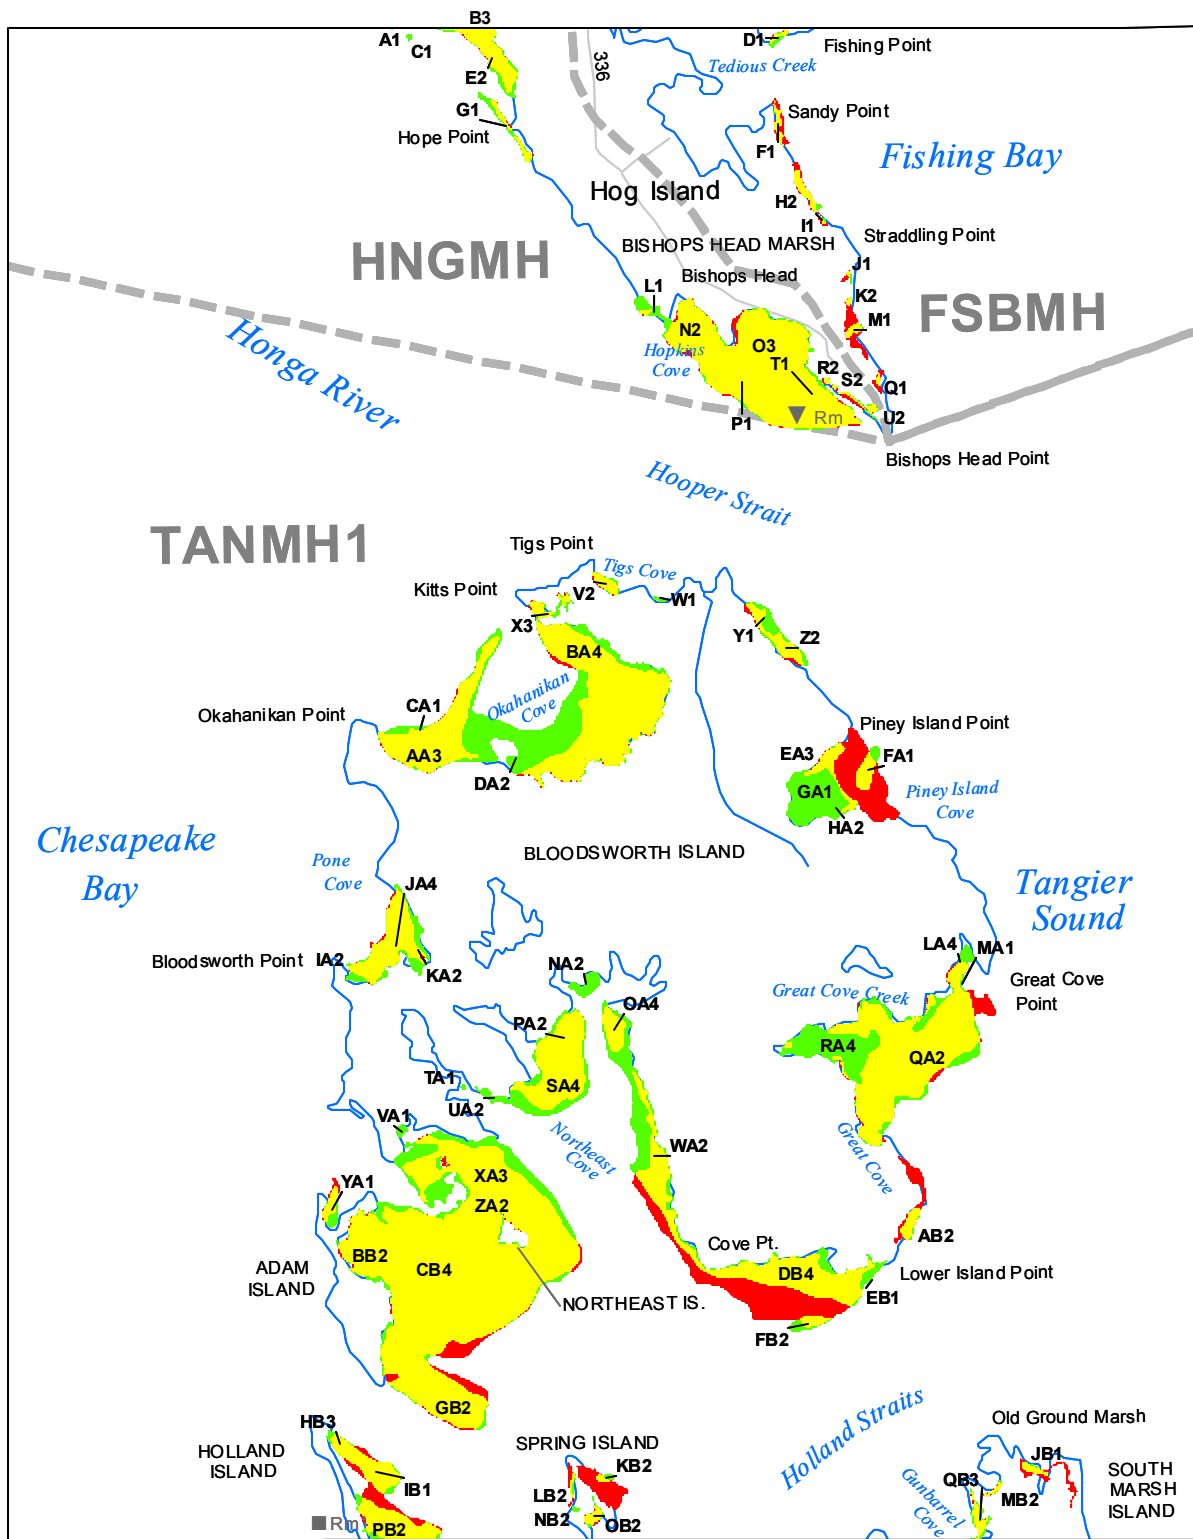 B3
A1
C1
D1
Fishing Point
336
Tedious Creek
E2
G1
Hope Point
Sandy Point
F1
Fishing Bay
Hog Island
H2
I1
BISHOPS HEAD MARSH
Straddling Point
HNGMH
Bishops Head
J1
L1
K2
FSBMH
N2
M1
Honga River
Hopkins
Cove
O3
T1
R2
S2
Q1
P1
Rm
U2
Bishops Head Point
Hooper Strait
TANMH1
Tigs Point
Tigs Cove
Kitts Point
V2
W1
X3
Y1
Z2
BA4
Okahanikan
Cove
CA1
Okahanikan Point
Piney Island Point
AA3
EA3
FA1
DA2
GA1
Piney Island
Cove
HA2
Chesapeake
Bay
BLOODSWORTH ISLAND
Pone
Cove
JA4
Tangier
Sound
LA4
MA1
Bloodsworth Point
IA2
KA2
NA2
Great Cove Creek
Great Cove
Point
OA4
PA2
RA4
QA2
TA1
SA4
UA2
VA1
Northeast
Cove
Great Cove
WA2
XA3
YA1
ZA2
AB2
Cove Pt.
BB2
CB4
ADAM
ISLAND
DB4
Lower Island Point
EB1
NORTHEAST IS.
FB2
GB2
Holland Straits
HB3
HOLLAND
ISLAND
SPRING ISLAND
Old Ground Marsh
JB1
KB2
IB1
LB2
QB3
MB2
SOUTH
MARSH
ISLAND
Gunbarrel
Cove
NB2
OB2
Rm
PB2